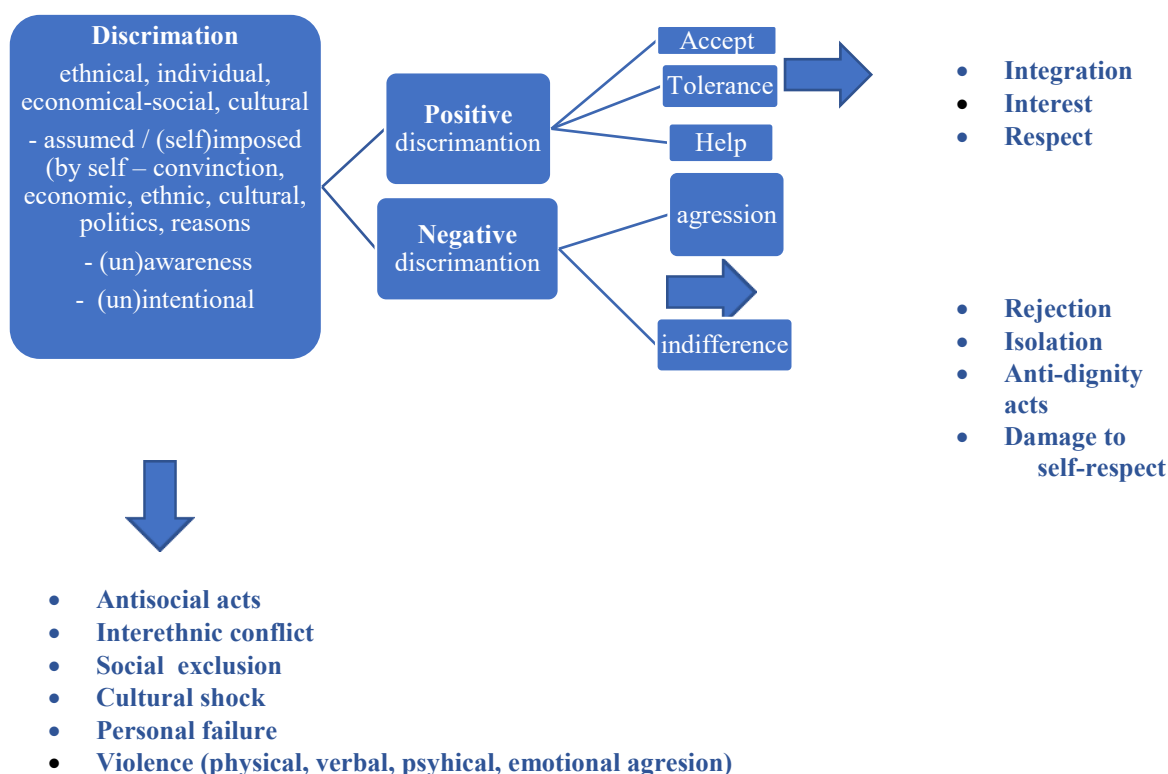 Discrimation
ethnical, individual,
economical-social, cultural
- assumed / (self)imposed
(by self – convinction,
economic, ethnic, cultural,
politics, reasons
- (un)awareness
- (un)intentional
Positive
discrimantion
Negative
discrimantion
Accept
Tolerance
Help
agression
indifference
• Integration
• Interest
• Respect
• Rejection
• Isolation
• Anti-dignity
acts
• Damage to
self-respect
• Antisocial acts
• Interethnic conflict
• Social exclusion
• Cultural shock
• Personal failure
• Violence (physical, verbal, psyhical, emotional agresion)